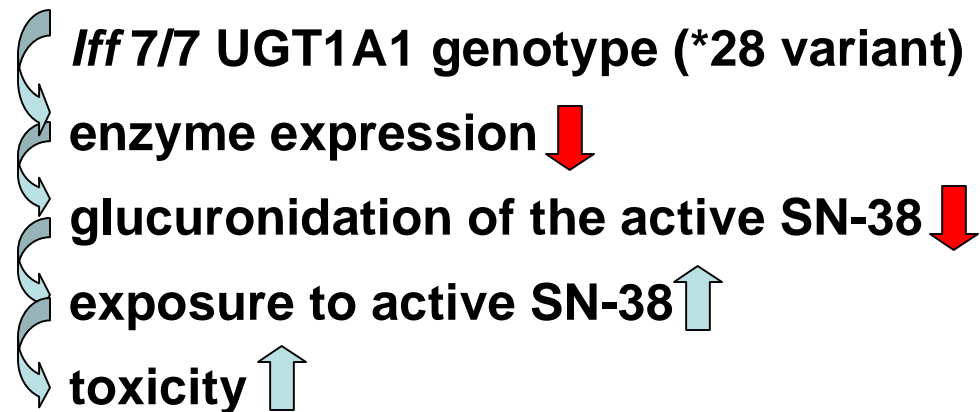 Iff 7/7 UGT1A1 genotype (*28 variant)
enzyme expression
glucuronidation of the active SN-38
exposure to active SN-38
toxicity